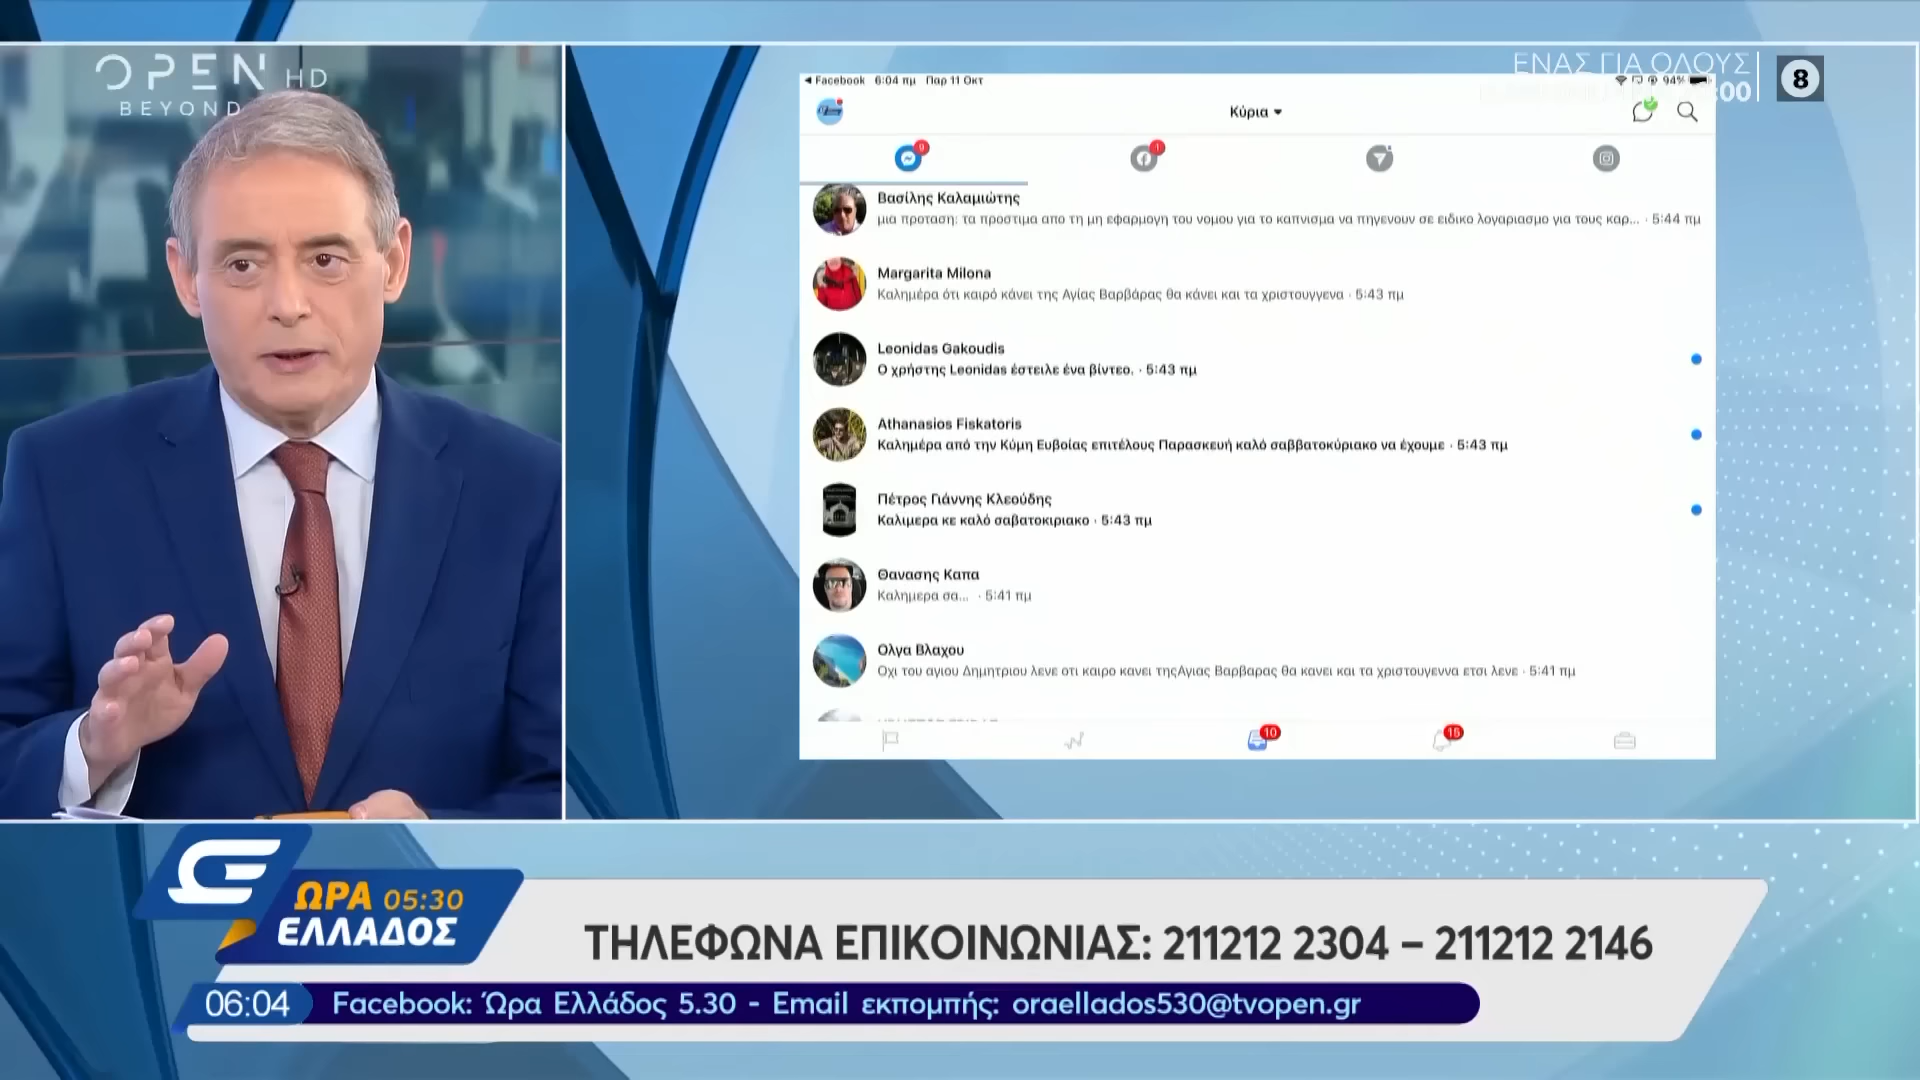 OPEN HD
BEYOND
ΕΝΑΣ ΓΙΑ ΟΛΟΥΣ
:00
8
Facebook 6:04 πμ Παρ 11 Οκτ
94%
Κύρια
9
1
Βασίλης Καλαμιώτης
μια προταση: τα προστιμα απο τη μη εφαρμογη του νομου για το καπνισμα να πηγενουν σε ειδικο λογαριασμο για τους καρ... · 5:44 πμ
Margarita Milona
Καλημέρα ότι καιρό κάνει της Αγίας Βαρβάρας θα κάνει και τα χριστουγγενα · 5:43 πμ
Leonidas Gakoudis
Ο χρήστης Leonidas έστειλε ένα βίντεο. · 5:43 πμ
Athanasios Fiskatoris
Καλημέρα από την Κύμη Ευβοίας επιτέλους Παρασκευή καλό σαββατοκύριακο να έχουμε · 5:43 πμ
Πέτρος Γιάννης Κλεούδης
Καλιμερα κε καλό σαβατοκιριακο · 5:43 πμ
Θανασης Καπα
Καλημερα σα... · 5:41 πμ
Ολγα Βλαχου
Οχι του αγιου Δημητριου λενε οτι καιρο κανει τηςΑγιας Βαρβαρας θα κανει και τα χριστουγεννα ετσι λενε · 5:41 πμ
10
15
ΩΡΑ 05:30
ΕΛΛΑΔΟΣ
ΤΗΛΕΦΩΝΑ ΕΠΙΚΟΙΝΩΝΙΑΣ: 211212 2304 – 211212 2146
06:04
Facebook: Ώρα Ελλάδος 5.30 - Email εκπομπής: oraellados530@tvopen.gr